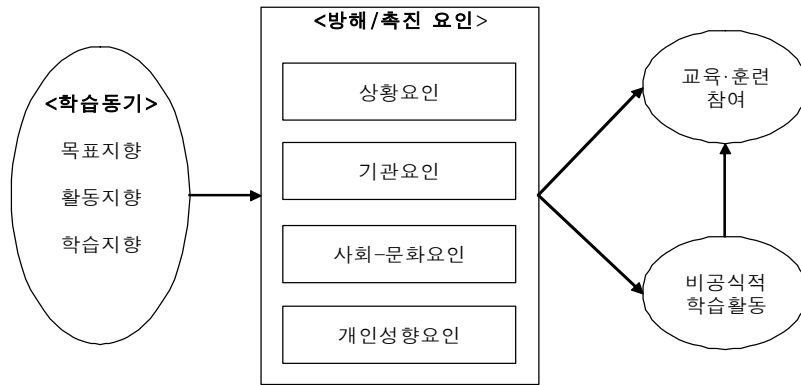 <학습동기>
목표지향
활동지향
학습지향
<방해/촉진 요인>
상황요인
기관요인
사회-문화요인
개인성향요인
교육·훈련
참여
비공식적
학습활동